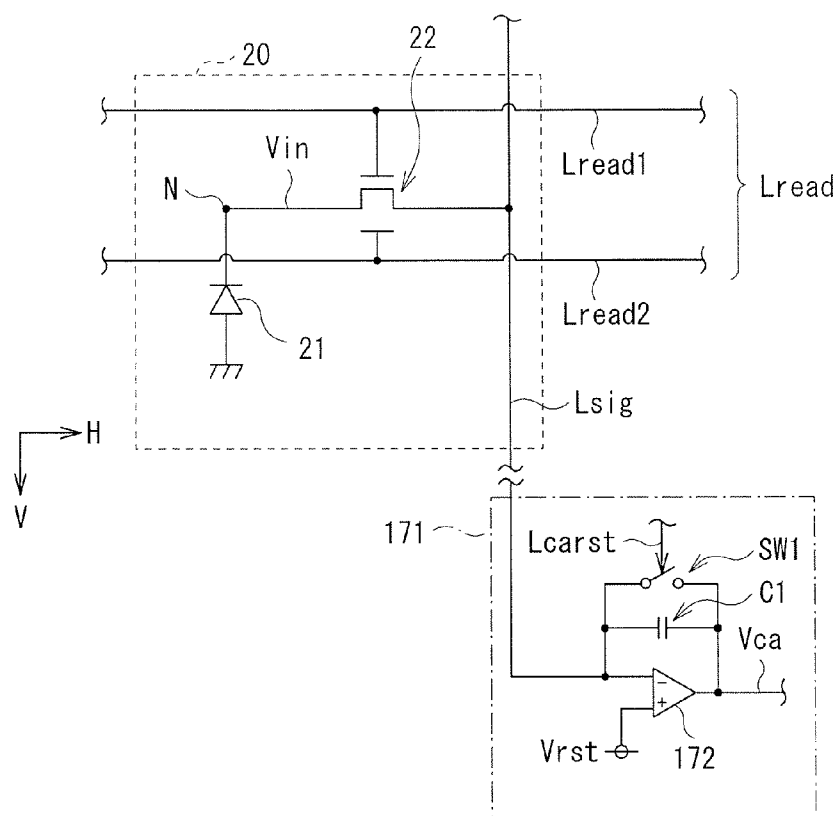 20
22
Lread1
Vin
N
Lread
Lread2
21
Lsig
H
V
171
Lcarst
SW1
C1
Vca
−
+
Vrst
172